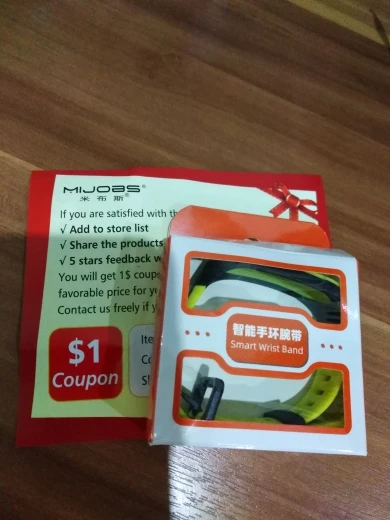 MIJOBS®
米布斯®
If you are satisfied with
√ Add to store list
√ Share the products
√ 5 stars feedback
You will get 1$
favorable price for
Contact us freely if
$1
Coupon
智能手环腕带
Smart Wrist Band